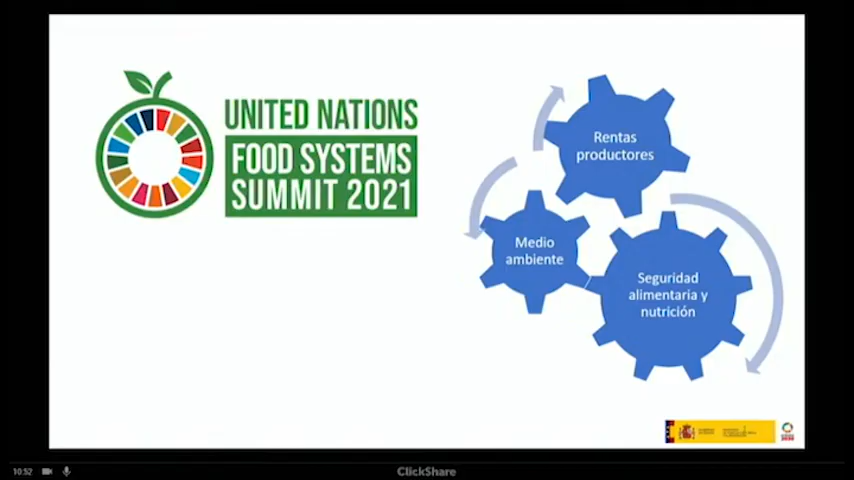 UNITED NATIONS
FOOD SYSTEMS
SUMMIT 2021
Rentas
productores
Medio
ambiente
Seguridad
alimentaria y
nutrición
10:52
ClickShare